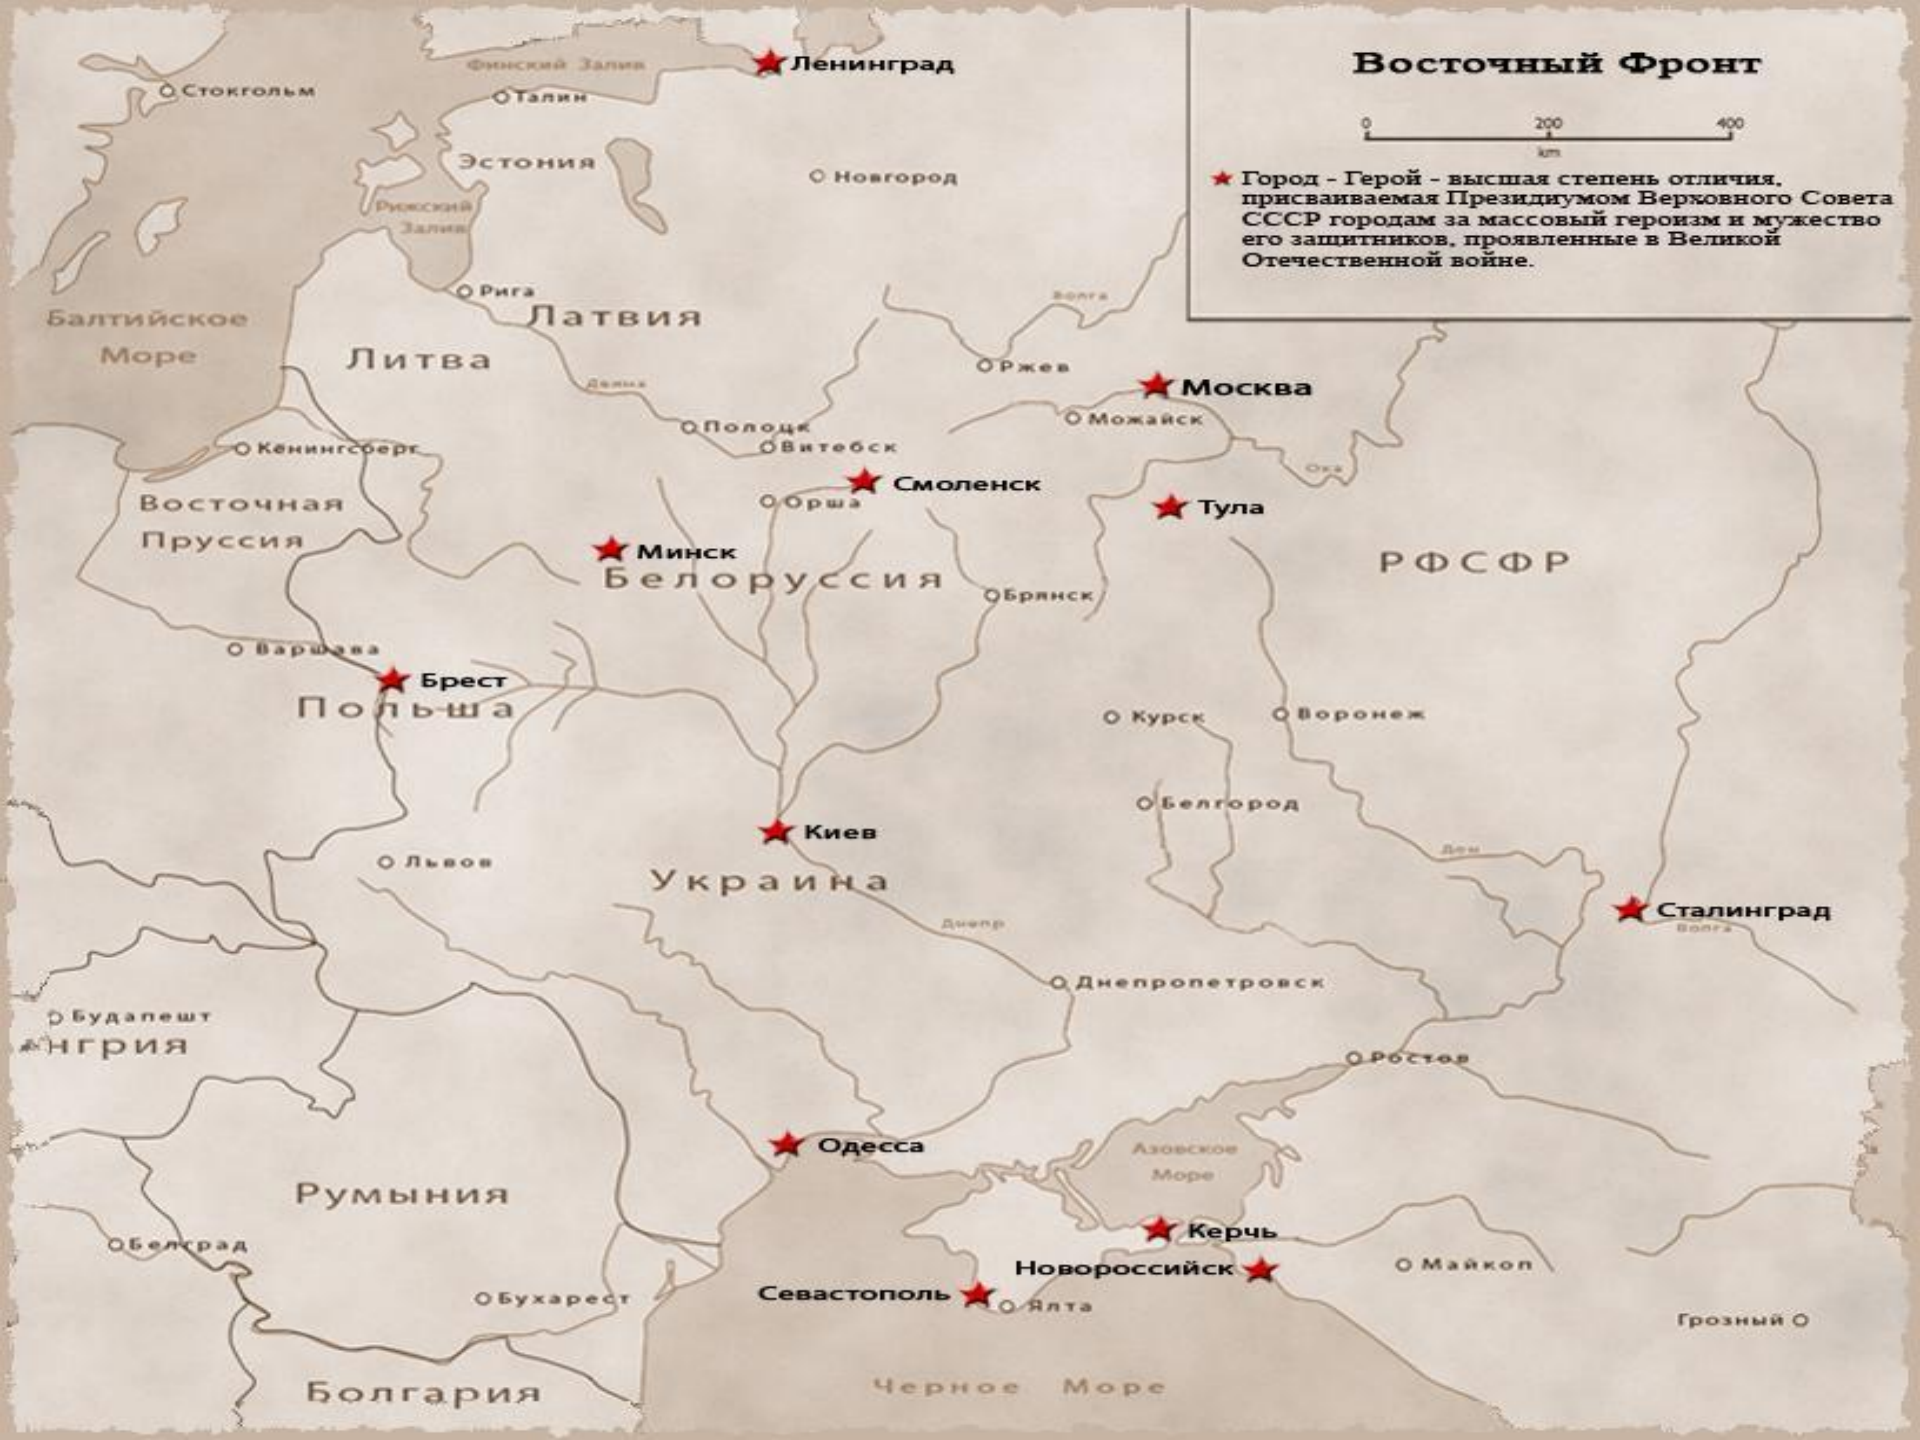 Восточный Фронт
0 200 400
km
Город - Герой - высшая степень отличия,
присваиваемая Президиумом Верховного Совета
СССР городам за массовый героизм и мужество
его защитников, проявленные в Великой
Отечественной войне.
Финский Залив
Ленинград
Стокгольм
Талин
Эстония
Новгород
Рижский
Залив
Рига
Волга
Латвия
Балтийское
Море
Литва
Ржев
Двина
Москва
Можайск
Полоцк
Витебск
Кенингсберг
Ока
Смоленск
Орша
Восточная
Пруссия
Тула
Минск
Белоруссия
РФСФР
Брянск
Варшава
Брест
Польша
Курск
Воронеж
Белгород
Киев
Львов
Дон
Украина
Днепр
Сталинград
Волга
Днепропетровск
Будапешт
нгрия
Ростов
Одесса
Азовское
Море
Румыния
Керчь
Белград
Новороссийск
Майкоп
Севастополь
Ялта
Бухарест
Грозный
Черное Море
Болгария